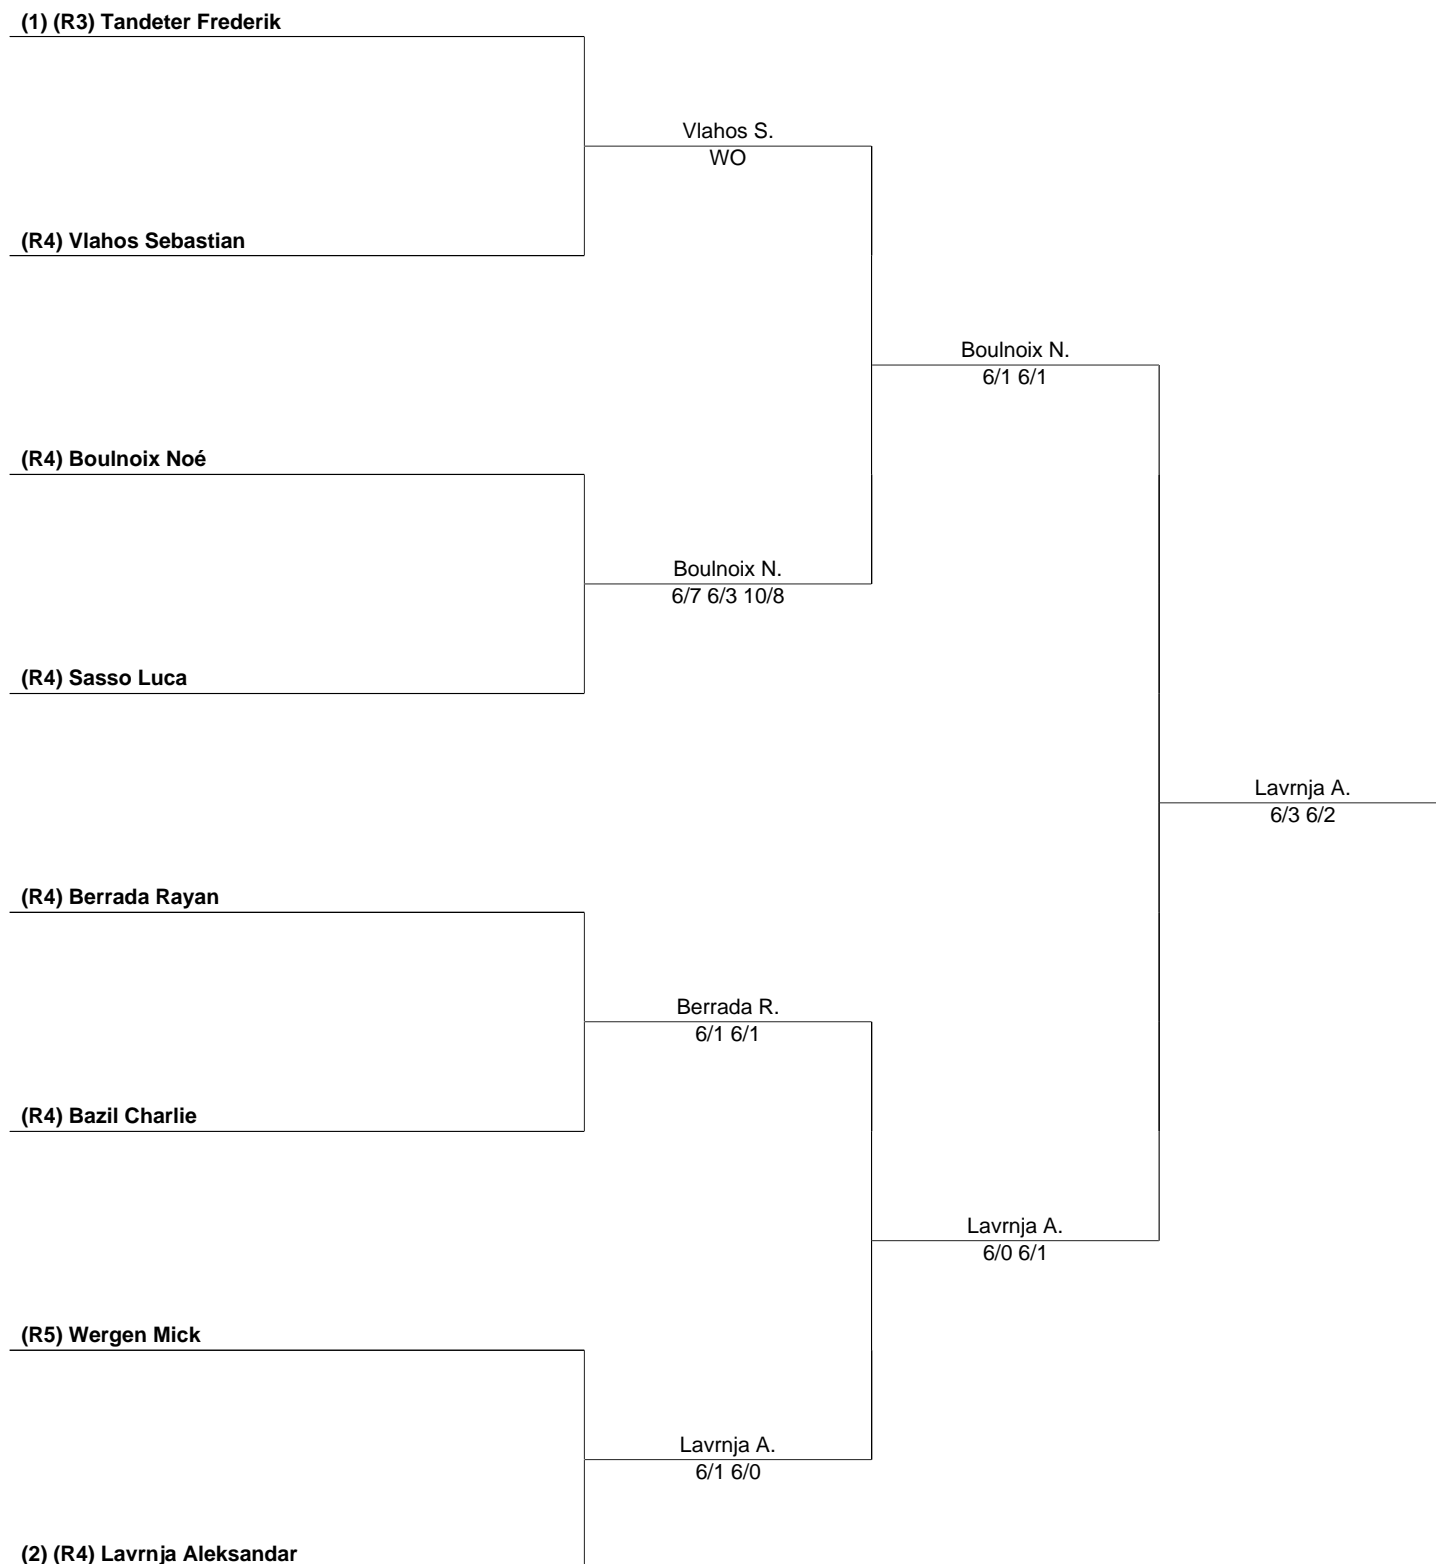 (1) (R3) Tandeter Frederik
Vlahos S.
WO
(R4) Vlahos Sebastian
Boulnoix N.
6/1 6/1
(R4) Boulnoix Noé
Boulnoix N.
6/7 6/3 10/8
(R4) Sasso Luca
Lavrnja A.
6/3 6/2
(R4) Berrada Rayan
Berrada R.
6/1 6/1
(R4) Bazil Charlie
Lavrnja A.
6/0 6/1
(R5) Wergen Mick
Lavrnja A.
6/1 6/0
(2) (R4) Lavrnja Aleksandar